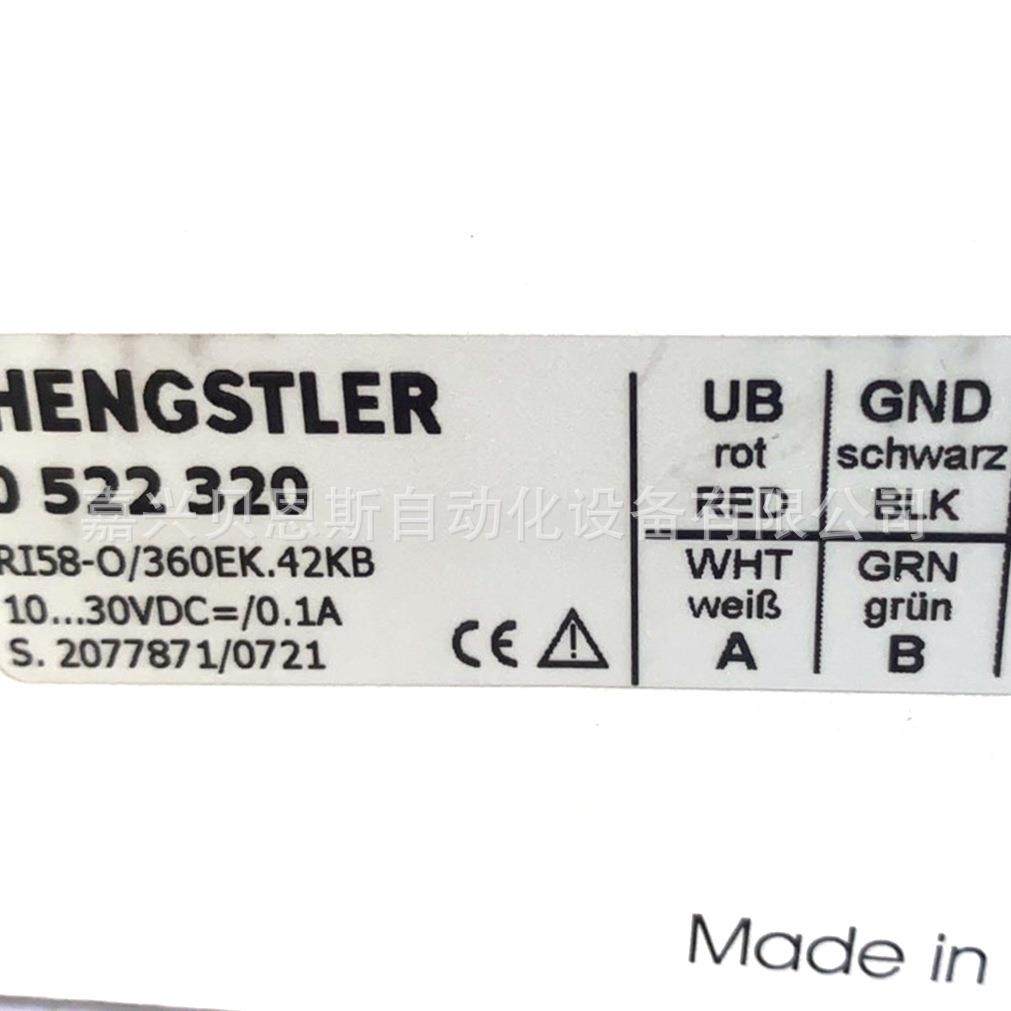 HENGSTLER
0 522 320
RI58-O/360EK.42KB
10...30VDC=/0.1A
S. 2077871/0721
CE
UB
rot
RED
GND
schwarz
BLK
WHT
weiß
A
GRN
grün
B
嘉兴贝恩斯自动化设备有限公司
Made in